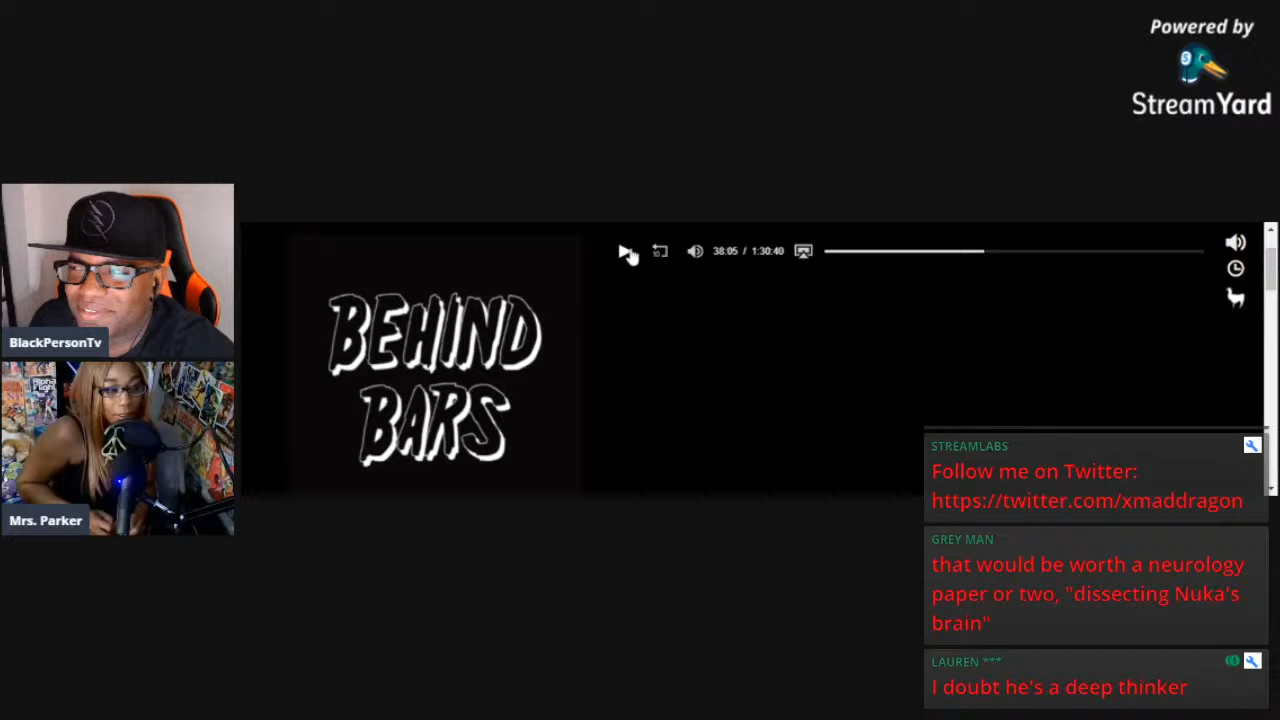 Powered by
StreamYard
BlackPersonTv
Mrs. Parker
BEHIND
BARS
10
38:05 / 1:30:40
STREAMLABS
Follow me on Twitter:
https://twitter.com/xmaddragon
GREY MAN
that would be worth a neurology
paper or two, "dissecting Nuka's
brain"
LAUREN ***
I doubt he's a deep thinker